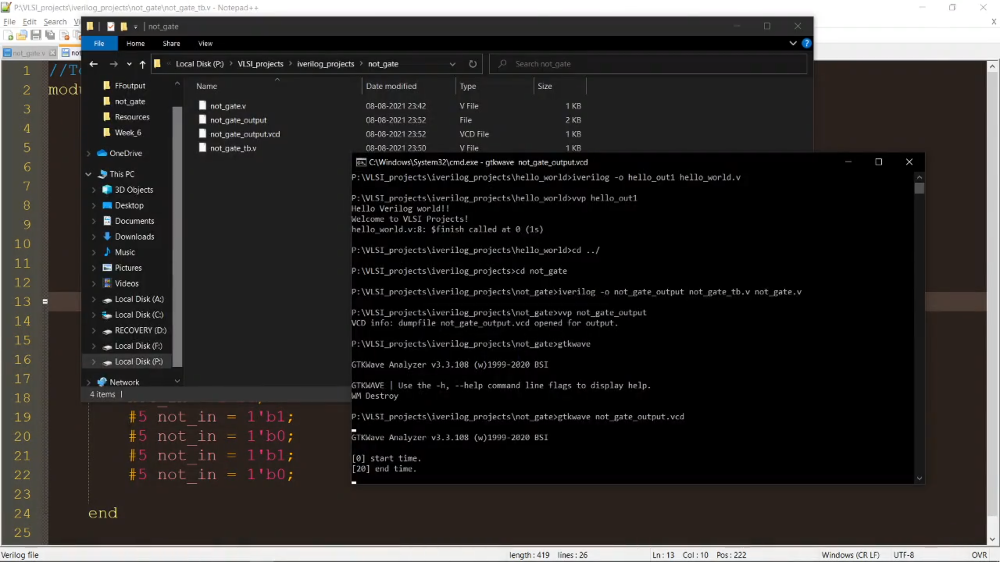 P:\VLSI_projects\iverilog_projects\not_gate\not_gate_tb.v - Notepad++
File Edit Search
not_gate.v
not_gate
File Home Share View
Local Disk (P:) VLSI_projects iverilog_projects not_gate
Search not_gate
Name Date modified Type Size
not_gate.v 08-08-2021 23:42 V File 1 KB
not_gate_output 08-08-2021 23:52 File 2 KB
not_gate_output.vcd 08-08-2021 23:52 VCD File 1 KB
not_gate_tb.v 08-08-2021 23:50 V File 1 KB
FFoutput
not_gate
Resources
Week_6
OneDrive
This PC
3D Objects
Desktop
Documents
Downloads
Music
Pictures
Videos
Local Disk (A:)
Local Disk (C:)
RECOVERY (D:)
Local Disk (F:)
Local Disk (P:)
Network
4 items
C:\Windows\System32\cmd.exe - gtkwave not_gate_output.vcd
P:\VLSI_projects\iverilog_projects\hello_world>iverilog -o hello_out1 hello_world.v
P:\VLSI_projects\iverilog_projects\hello_world>vvp hello_out1
Hello Verilog world!!
Welcome to VLSI Projects!
hello_world.v:8: $finish called at 0 (1s)
P:\VLSI_projects\iverilog_projects\hello_world>cd ../
P:\VLSI_projects\iverilog_projects>cd not_gate
P:\VLSI_projects\iverilog_projects\not_gate>iverilog -o not_gate_output not_gate_tb.v not_gate.v
P:\VLSI_projects\iverilog_projects\not_gate>vvp not_gate_output
VCD info: dumpfile not_gate_output.vcd opened for output.
P:\VLSI_projects\iverilog_projects\not_gate>gtkwave
GTKWave Analyzer v3.3.108 (w)1999-2020 BSI
GTKWAVE | Use the -h, --help command line flags to display help.
WM Destroy
P:\VLSI_projects\iverilog_projects\not_gate>gtkwave not_gate_output.vcd
GTKWave Analyzer v3.3.108 (w)1999-2020 BSI
[0] start time.
[20] end time.
1
2
3
4
5
6
7
8
9
10
11
12
13
14
15
16
17
18
19 #5 not_in = 1'b1;
20 #5 not_in = 1'b0;
21 #5 not_in = 1'b1;
22 #5 not_in = 1'b0;
23
24 end
25
Verilog file length : 419 lines : 26 Ln : 13 Col : 10 Pos : 222 Windows (CR LF) UTF-8 OVR